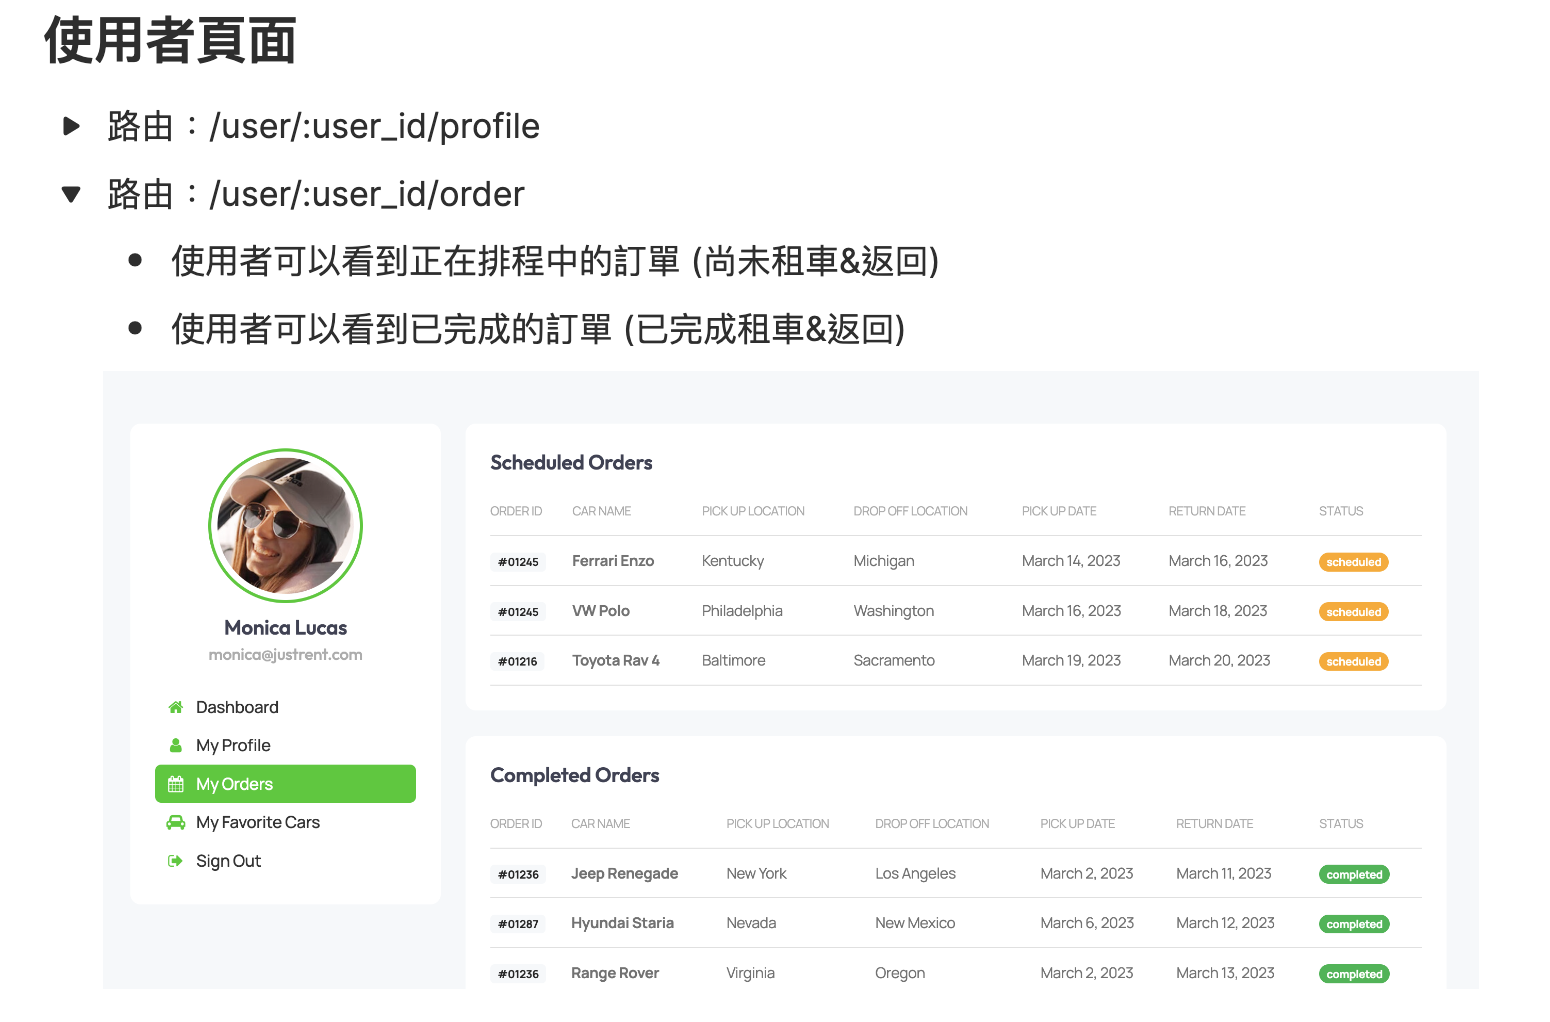 使用者頁面
路由：/user/:user_id/profile
路由：/user/:user_id/order
使用者可以看到正在排程中的訂單 (尚未租車&返回)
使用者可以看到已完成的訂單 (已完成租車&返回)
Monica Lucas
monica@justrent.com
Dashboard
My Profile
My Orders
My Favorite Cars
Sign Out
Scheduled Orders
ORDER ID CAR NAME PICK UP LOCATION DROP OFF LOCATION PICK UP DATE RETURN DATE STATUS
#01245 Ferrari Enzo Kentucky Michigan March 14, 2023 March 16, 2023 scheduled
#01245 VW Polo Philadelphia Washington March 16, 2023 March 18, 2023 scheduled
#01216 Toyota Rav 4 Baltimore Sacramento March 19, 2023 March 20, 2023 scheduled
Completed Orders
ORDER ID CAR NAME PICK UP LOCATION DROP OFF LOCATION PICK UP DATE RETURN DATE STATUS
#01236 Jeep Renegade New York Los Angeles March 2, 2023 March 11, 2023 completed
#01287 Hyundai Staria Nevada New Mexico March 6, 2023 March 12, 2023 completed
#01236 Range Rover Virginia Oregon March 2, 2023 March 13, 2023 completed